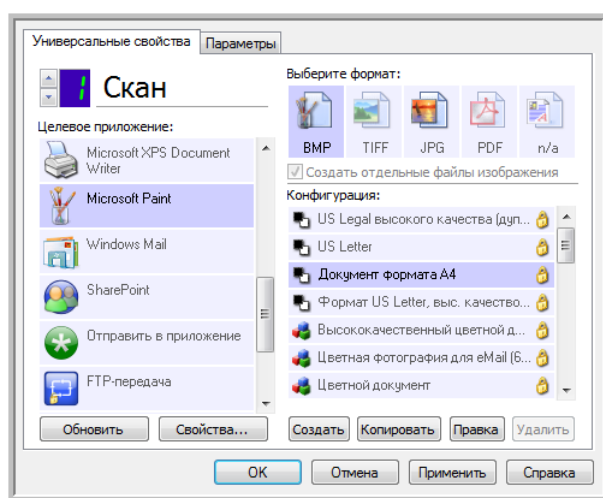 Универсальные свойства
Параметры
1
Скан
Целевое приложение:
Microsoft XPS Document
Writer
Microsoft Paint
Windows Mail
SharePoint
Отправить в приложение
FTP-передача
Обновить
Свойства...
Выберите формат:
BMP
TIFF
JPG
PDF
n/a
Создать отдельные файлы изображения
Конфигурация:
US Legal высокого качества (дуп...
US Letter
Документ формата A4
Формат US Letter, выс. качество...
Высококачественный цветной д...
Цветная фотография для eMail (6...
Цветной документ
Создать
Копировать
Правка
Удалить
OK
Отмена
Применить
Справка